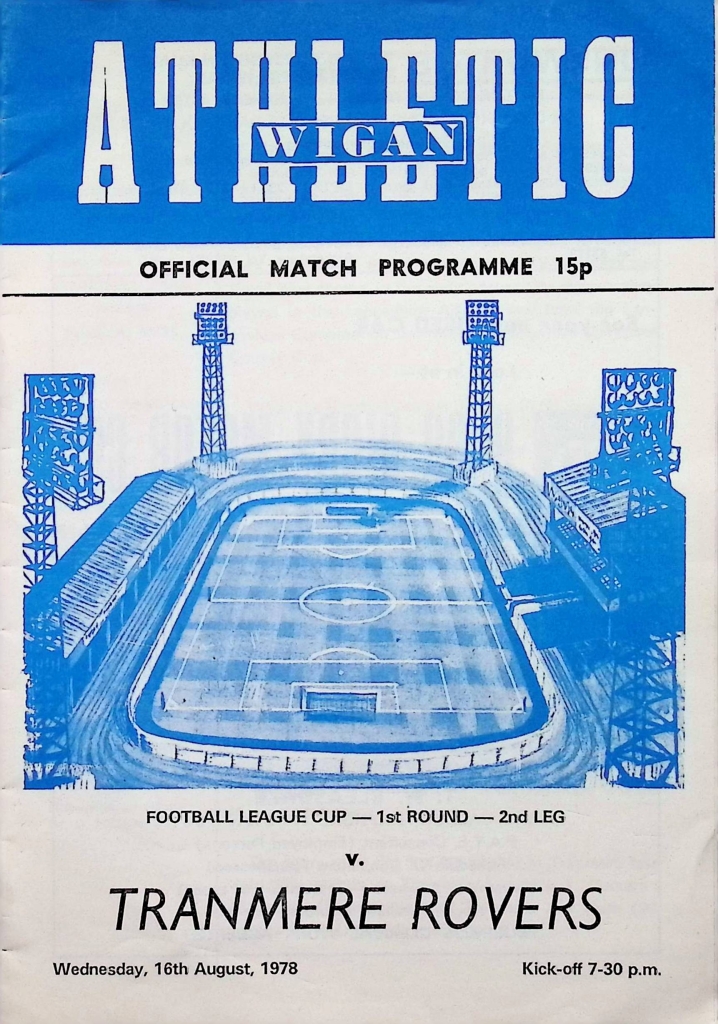 ATHLETIC
WIGAN
OFFICIAL MATCH PROGRAMME 15p
FOOTBALL LEAGUE CUP — 1st ROUND — 2nd LEG
v.
TRANMERE ROVERS
Wednesday, 16th August, 1978
Kick-off 7-30 p.m.